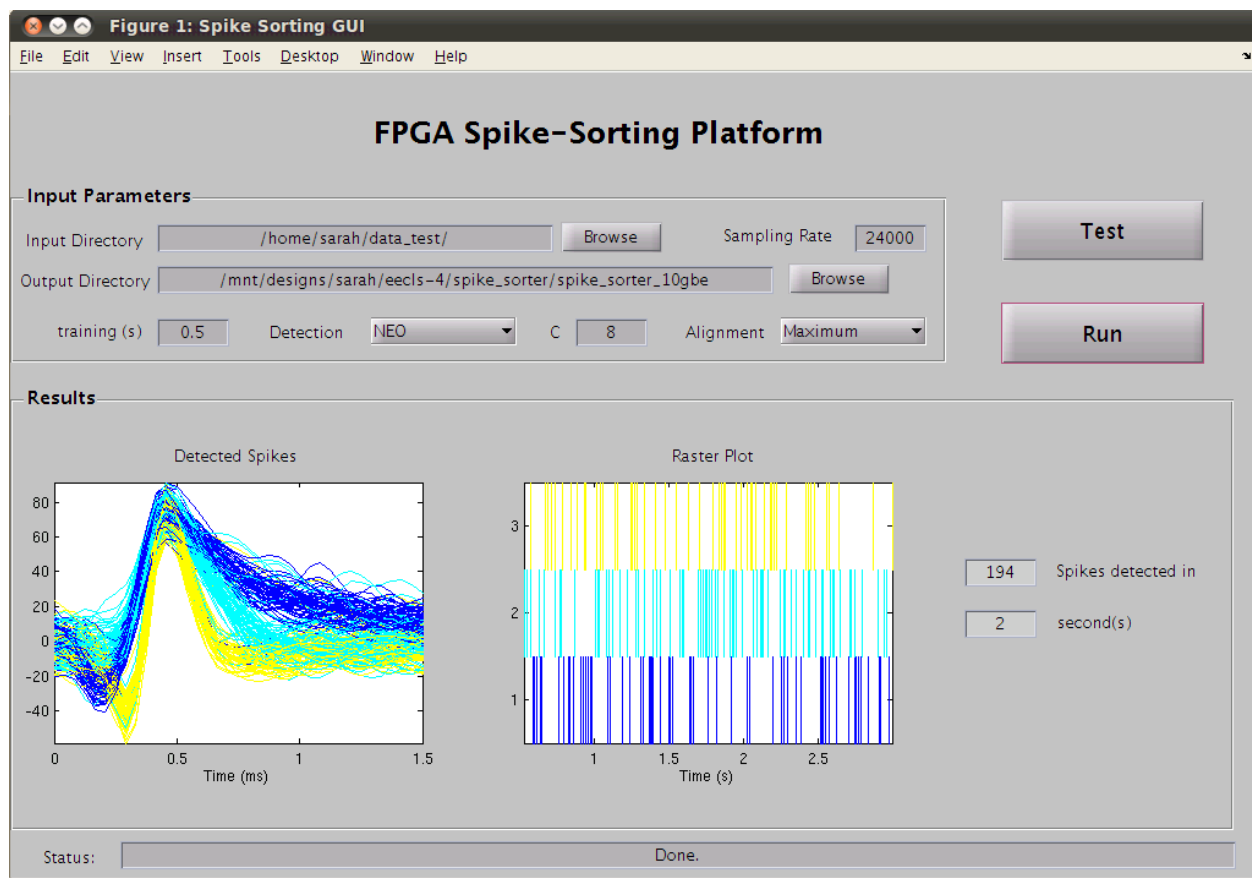 Figure 1: Spike Sorting GUI
File Edit View Insert Tools Desktop Window Help
FPGA Spike-Sorting Platform
Input Parameters
Input Directory /home/sarah/data_test/ Browse Sampling Rate 24000
Test
Output Directory /mnt/designs/sarah/eecls-4/spike_sorter/spike_sorter_10gbe Browse
training (s) 0.5 Detection NEO C 8 Alignment Maximum
Run
Results
Detected Spikes
80
60
40
20
0
-20
-40
0 0.5 1 1.5
Time (ms)
Raster Plot
3
2
1
1 1.5 2 2.5
Time (s)
194 Spikes detected in
2 second(s)
Status: Done.